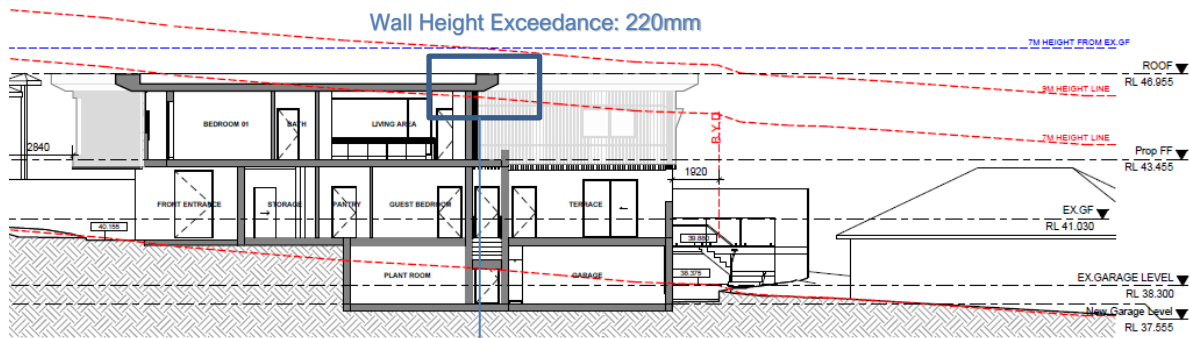 Wall Height Exceedance: 220mm
7M HEIGHT FROM EX.GF
ROOF
RL 46.955
9M HEIGHT LINE
BEDROOM 01
BATH
LIVING AREA
B.Y.D
7M HEIGHT LINE
2840
Prop FF
RL 43.455
1920
FRONT ENTRANCE
STORAGE
PANTRY
GUEST BEDROOM
TERRACE
EX.GF
RL 41.030
40.155
39.880
PLANT ROOM
GARAGE
38.375
EX.GARAGE LEVEL
RL 38.300
New Garage Level
RL 37.555